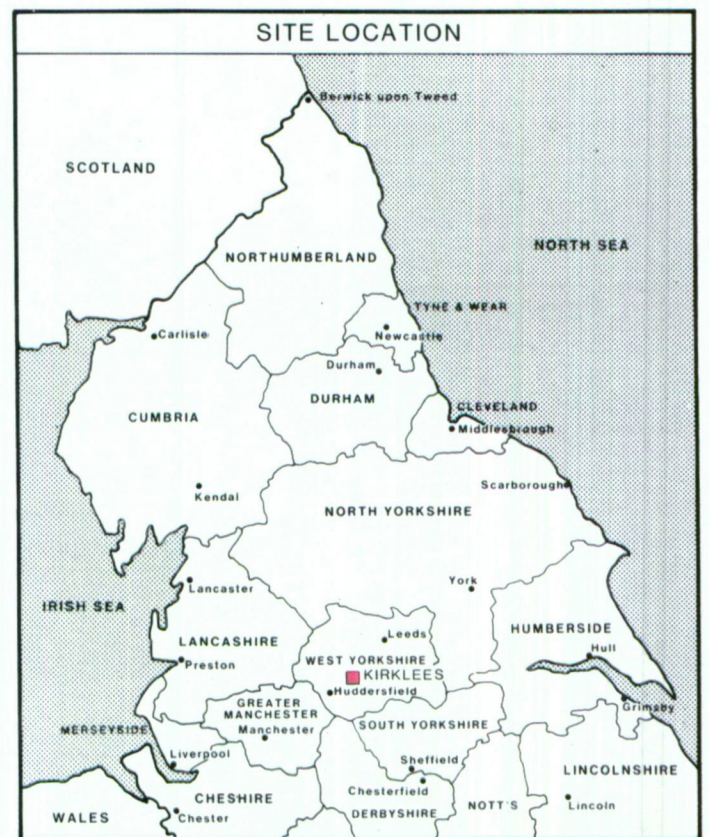 SITE LOCATION
Berwick upon Tweed
SCOTLAND
NORTH SEA
NORTHUMBERLAND
TYNE & WEAR
Carlisle
Newcastle
Durham
DURHAM
CLEVELAND
CUMBRIA
Middlesbrough
Kendal
Scarborough
NORTH YORKSHIRE
York
Lancaster
IRISH SEA
HUMBERSIDE
Leeds
LANCASHIRE
Hull
WEST YORKSHIRE
Preston
KIRKLEES
Huddersfield
GREATER
MANCHESTER
Grimsby
SOUTH YORKSHIRE
MERSEYSIDE
Manchester
Liverpool
Sheffield
LINCOLNSHIRE
Chesterfield
CHESHIRE
NOTT'S
Lincoln
WALES
Chester
DERBYSHIRE